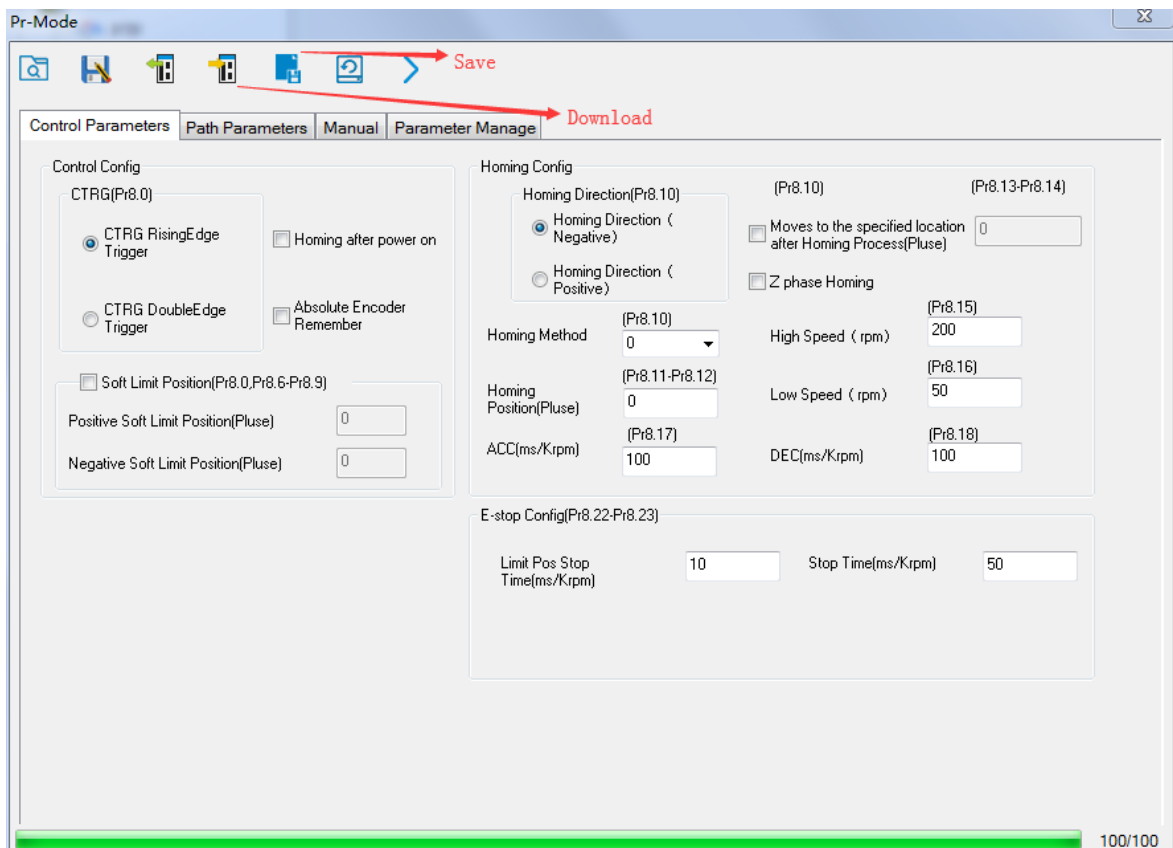 Pr-Mode
Save
Download
Control Parameters
Path Parameters
Manual
Parameter Manage
Control Config
CTRG(Pr8.0)
CTRG RisingEdge
Trigger
Homing after power on
CTRG DoubleEdge
Trigger
Absolute Encoder
Remember
Soft Limit Position(Pr8.0,Pr8.6-Pr8.9)
Positive Soft Limit Position(Pluse)
0
Negative Soft Limit Position(Pluse)
0
Homing Config
Homing Direction(Pr8.10)
Homing Direction (
Negative)
Homing Direction (
Positive)
(Pr8.10)
(Pr8.13-Pr8.14)
Moves to the specified location
after Homing Process(Pluse)
0
Z phase Homing
(Pr8.10)
Homing Method
0
(Pr8.15)
High Speed (rpm)
200
(Pr8.11-Pr8.12)
Homing
Position(Pluse)
0
(Pr8.16)
Low Speed (rpm)
50
(Pr8.17)
ACC(ms/Krpm)
100
(Pr8.18)
DEC(ms/Krpm)
100
E-stop Config(Pr8.22-Pr8.23)
Limit Pos Stop
Time(ms/Krpm)
10
Stop Time(ms/Krpm)
50
100/100